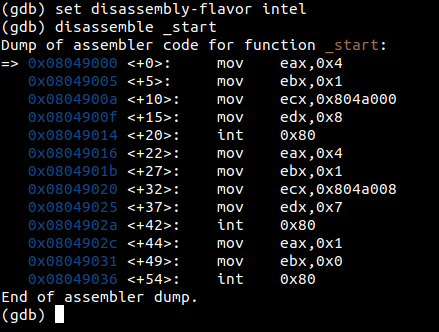 (gdb) set disassembly-flavor intel
(gdb) disassemble _start
Dump of assembler code for function _start:
=> 0x08049000 <+0>:     mov    eax,0x4
   0x08049005 <+5>:     mov    ebx,0x1
   0x0804900a <+10>:    mov    ecx,0x804a000
   0x0804900f <+15>:    mov    edx,0x8
   0x08049014 <+20>:    int    0x80
   0x08049016 <+22>:    mov    eax,0x4
   0x0804901b <+27>:    mov    ebx,0x1
   0x08049020 <+32>:    mov    ecx,0x804a008
   0x08049025 <+37>:    mov    edx,0x7
   0x0804902a <+42>:    int    0x80
   0x0804902c <+44>:    mov    eax,0x1
   0x08049031 <+49>:    mov    ebx,0x0
   0x08049036 <+54>:    int    0x80
End of assembler dump.
(gdb)